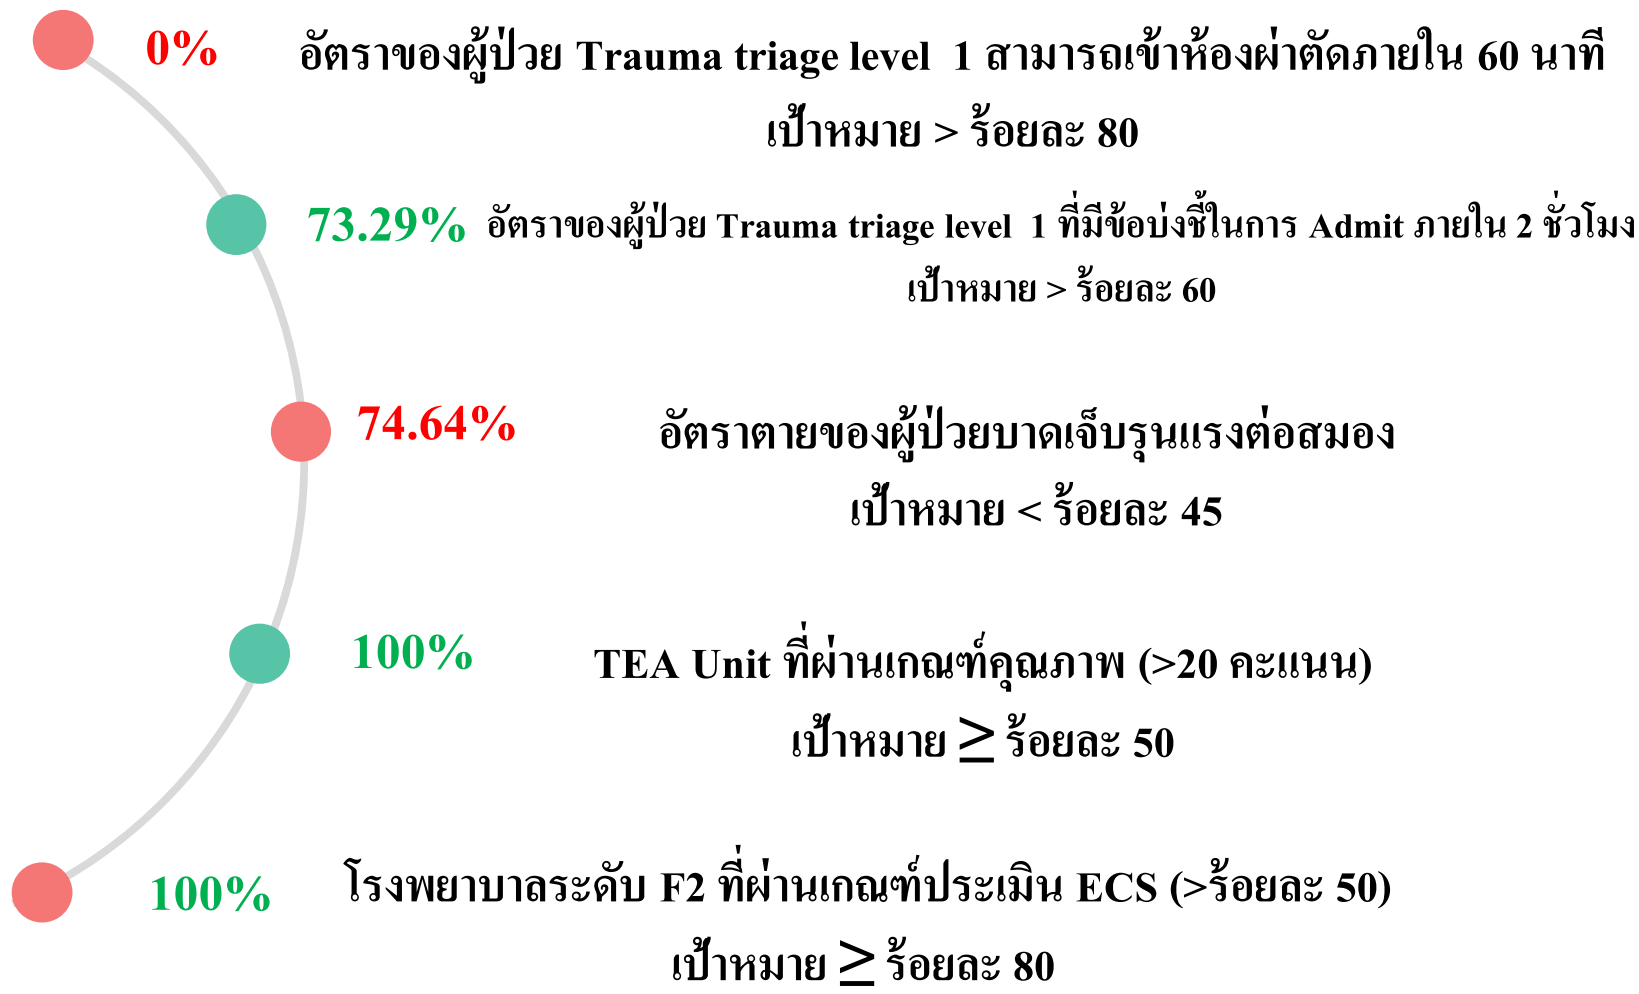 0% อัตราของผู้ป่วย Trauma triage level 1 สามารถเข้าห้องผ่าตัดภายใน 60 นาที
เป้าหมาย > ร้อยละ 80
73.29% อัตราของผู้ป่วย Trauma triage level 1 ที่มีข้อบ่งชี้ในการ Admit ภายใน 2 ชั่วโมง
เป้าหมาย > ร้อยละ 60
74.64% อัตราตายของผู้ป่วยบาดเจ็บรุนแรงต่อสมอง
เป้าหมาย < ร้อยละ 45
100% TEA Unit ที่ผ่านเกณฑ์คุณภาพ (>20 คะแนน)
เป้าหมาย ≥ ร้อยละ 50
100% โรงพยาบาลระดับ F2 ที่ผ่านเกณฑ์ประเมิน ECS (>ร้อยละ 50)
เป้าหมาย ≥ ร้อยละ 80